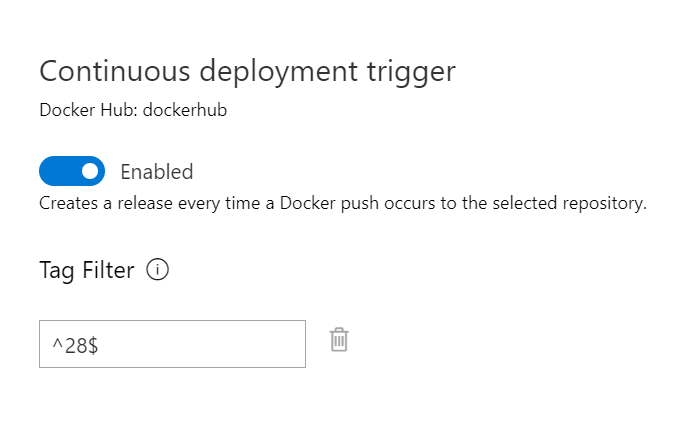 Continuous deployment trigger
Docker Hub: dockerhub
Enabled
Creates a release every time a Docker push occurs to the selected repository.
Tag Filter
^28$